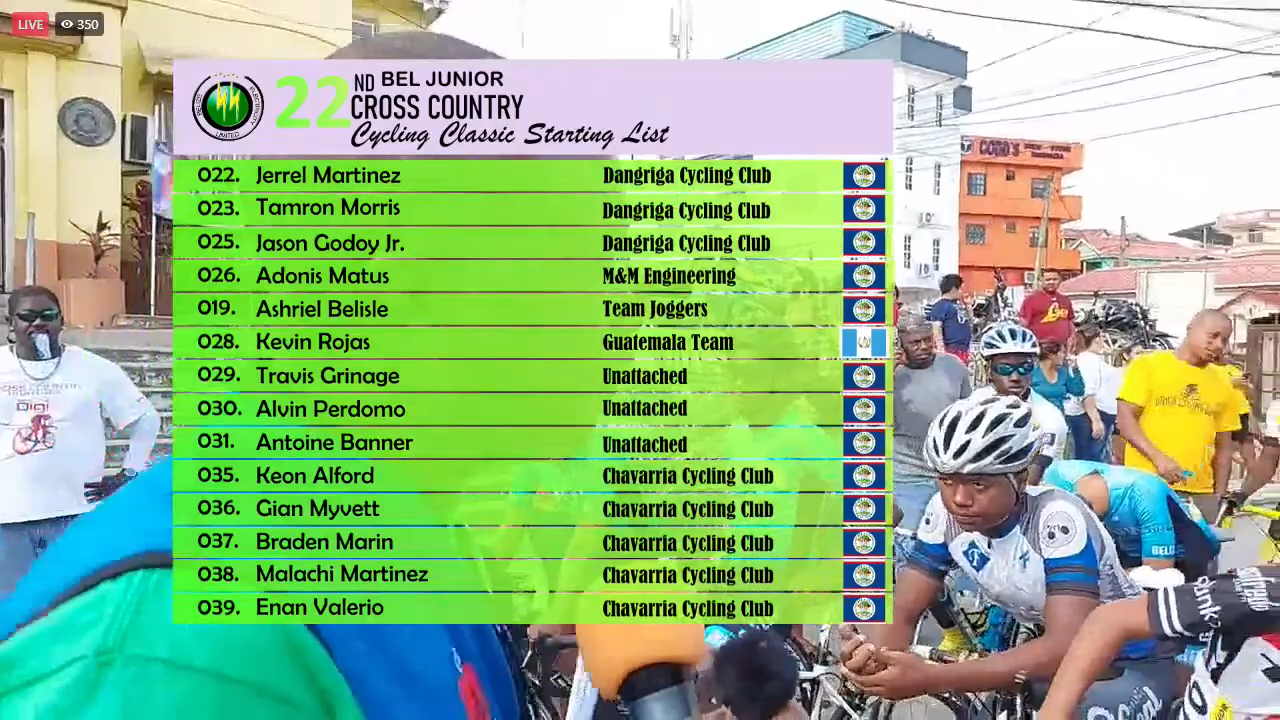 LIVE 350
22ND BEL JUNIOR
CROSS COUNTRY
Cycling Classic Starting List
BELIZE ELECTRICITY LIMITED
022. Jerrel Martinez Dangriga Cycling Club
023. Tamron Morris Dangriga Cycling Club
025. Jason Godoy Jr. Dangriga Cycling Club
026. Adonis Matus M&M Engineering
019. Ashriel Belisle Team Joggers
028. Kevin Rojas Guatemala Team
029. Travis Grinage Unattached
030. Alvin Perdomo Unattached
031. Antoine Banner Unattached
035. Keon Alford Chavarria Cycling Club
036. Gian Myvett Chavarria Cycling Club
037. Braden Marin Chavarria Cycling Club
038. Malachi Martinez Chavarria Cycling Club
039. Enan Valerio Chavarria Cycling Club